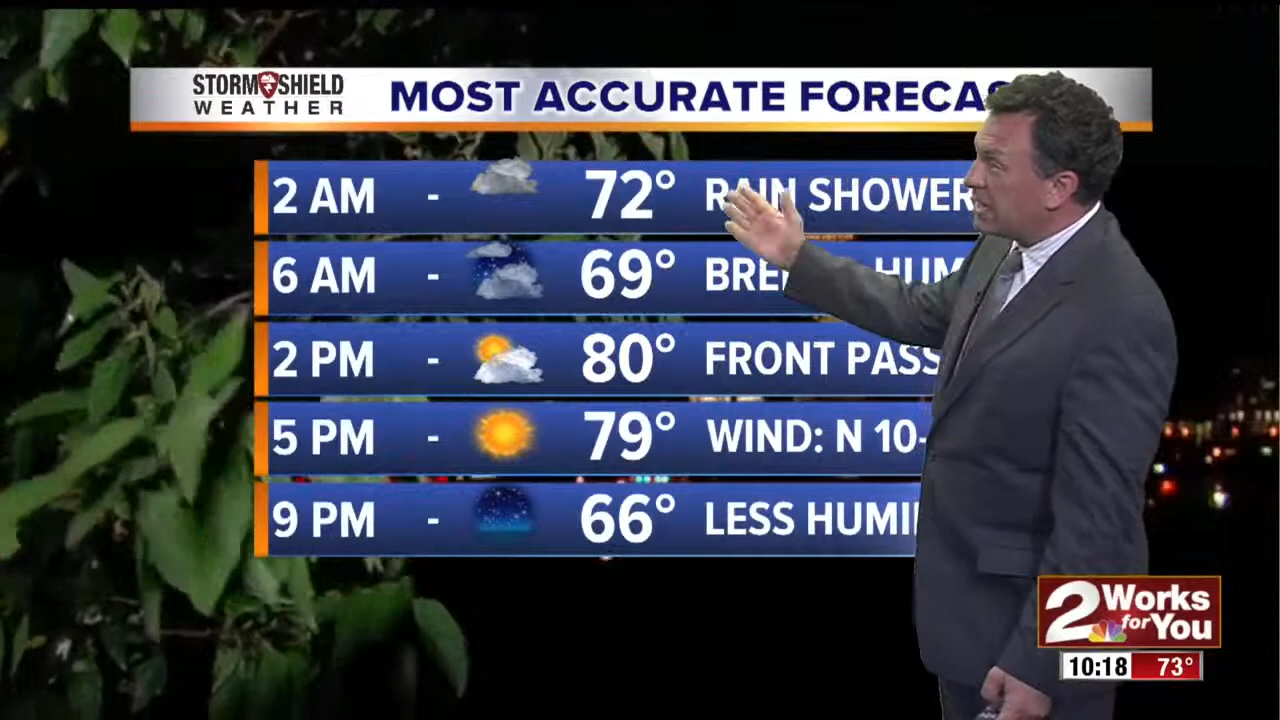 STORM SHIELD
WEATHER
MOST ACCURATE FORECAS
2 AM - 72° RAIN SHOWER
6 AM - 69° HUM
2 PM - 80° FRONT PASS
5 PM - 79° WIND: N 10-
9 PM - 66° LESS HUMI
2 Works
for You
10:18 73°